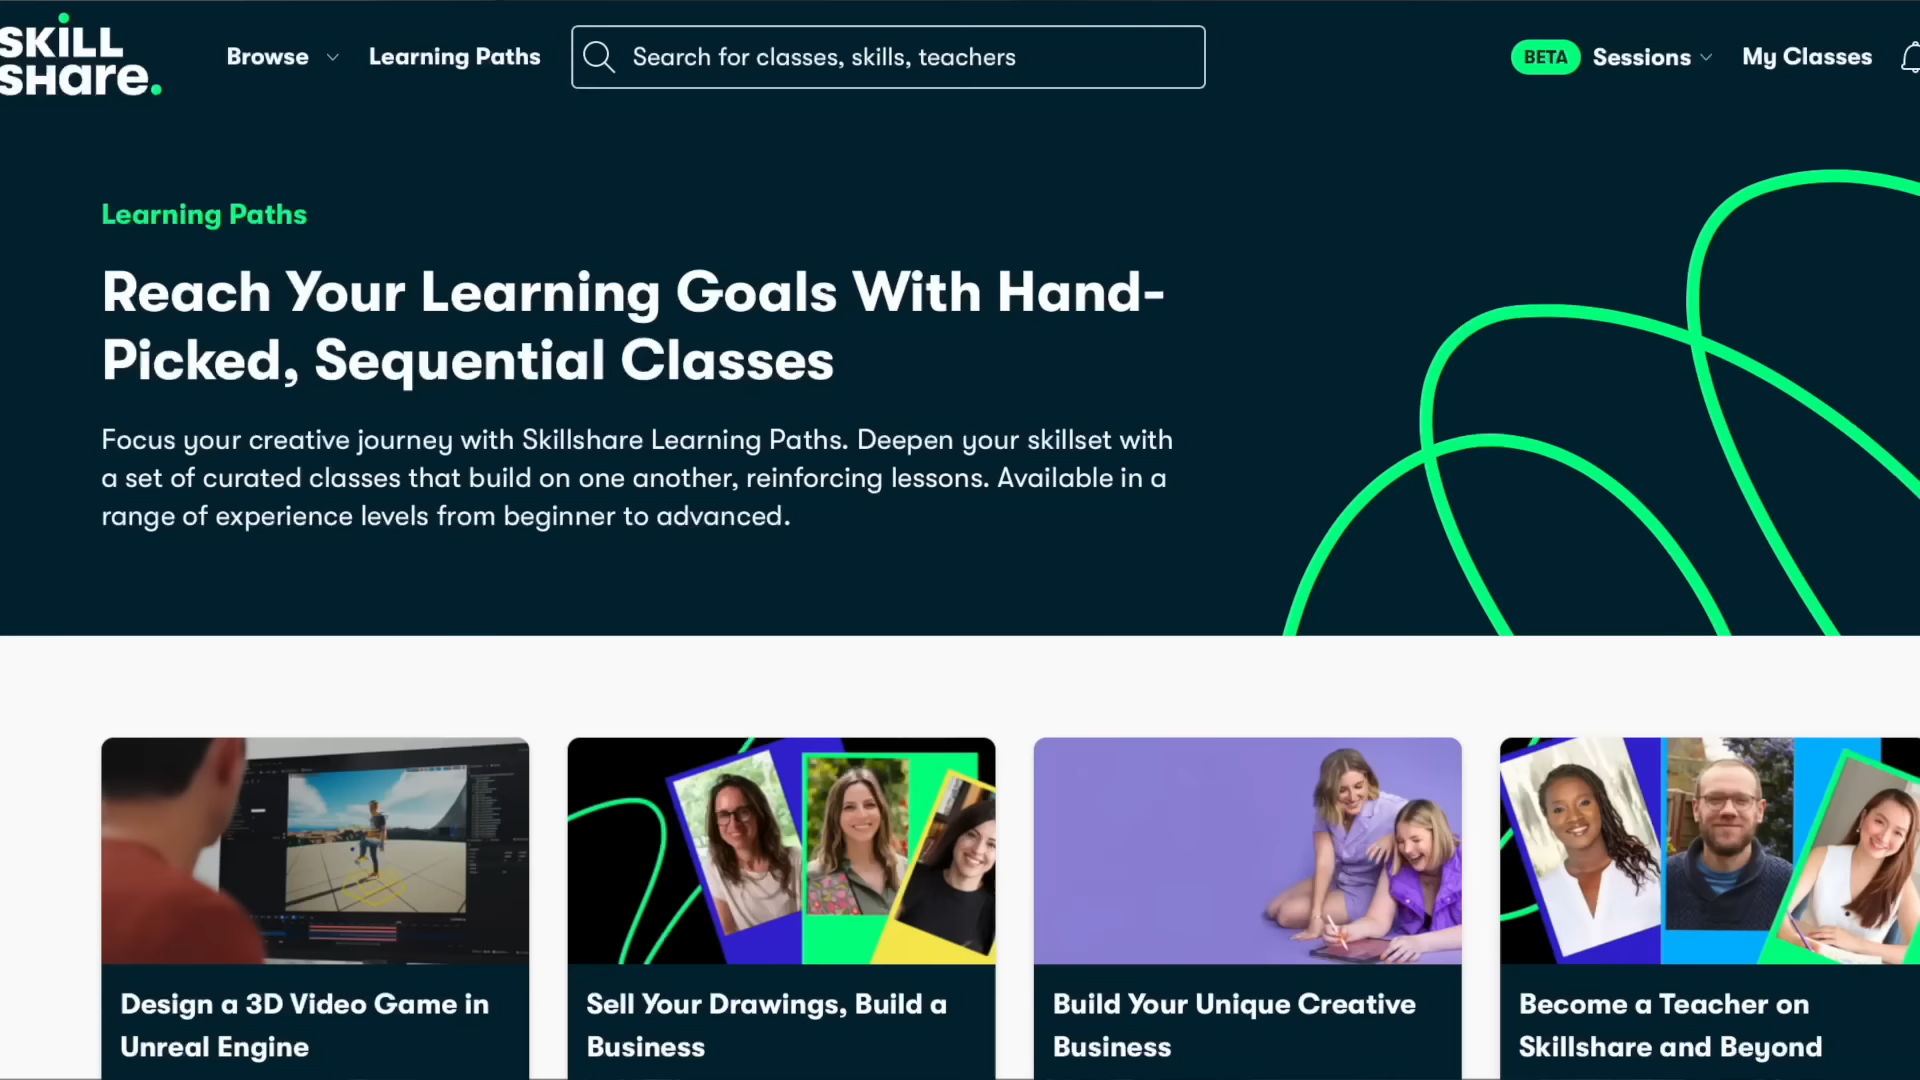 SKILL
SHare.
Browse
Learning Paths
Search for classes, skills, teachers
BETA
Sessions
My Classes
Learning Paths
Reach Your Learning Goals With Hand-
Picked, Sequential Classes
Focus your creative journey with Skillshare Learning Paths. Deepen your skillset with
a set of curated classes that build on one another, reinforcing lessons. Available in a
range of experience levels from beginner to advanced.
Design a 3D Video Game in
Unreal Engine
Sell Your Drawings, Build a
Business
Build Your Unique Creative
Business
Become a Teacher on
Skillshare and Beyond